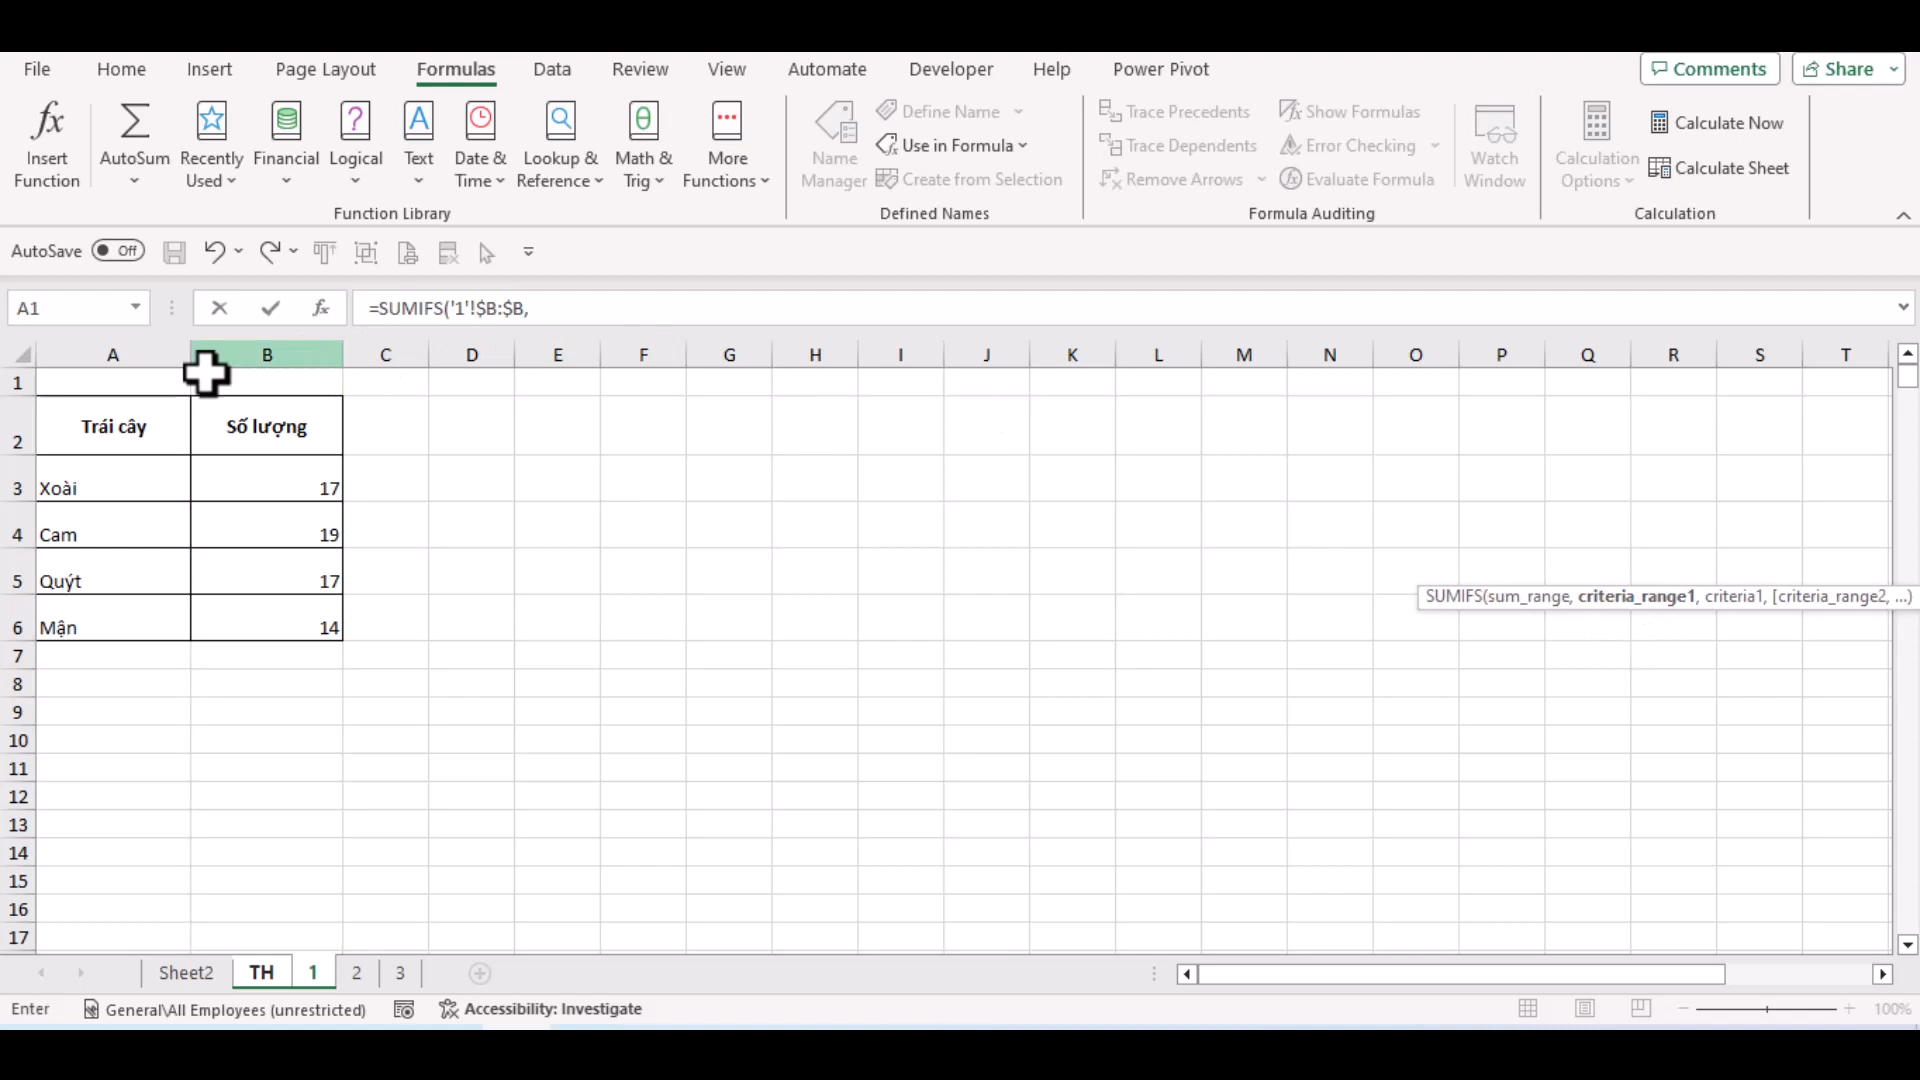 File Home Insert Page Layout Formulas Data Review View Automate Developer Help Power Pivot Comments Share
Insert Function
AutoSum
Recently Used
Financial
Logical
Text
Date & Time
Lookup & Reference
Math & Trig
More Functions
Function Library
Name Manager
Define Name
Use in Formula
Create from Selection
Defined Names
Trace Precedents
Trace Dependents
Remove Arrows
Show Formulas
Error Checking
Evaluate Formula
Formula Auditing
Watch Window
Calculation Options
Calculate Now
Calculate Sheet
Calculation
AutoSave Off
A1 fx =SUMIFS('1'!$B:$B,
A B C D E F G H I J K L M N O P Q R S T
1
2 Trái cây Số lượng
3 Xoài 17
4 Cam 19
5 Quýt 17
SUMIFS(sum_range, criteria_range1, criteria1, [criteria_range2, ...)
6 Mận 14
7
8
9
10
11
12
13
14
15
16
17
Sheet2 TH 1 2 3
Enter General\All Employees (unrestricted) Accessibility: Investigate 100%